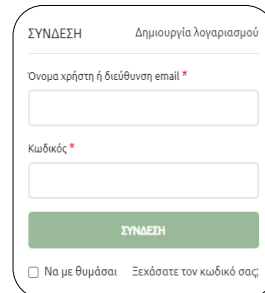 ΣΥΝΔΕΣΗ Δημιουργία λογαριασμού
Όνομα χρήστη ή διεύθυνση email *
Κωδικός *
ΣΥΝΔΕΣΗ
Να με θυμάσαι Ξεχάσατε τον κωδικό σας;